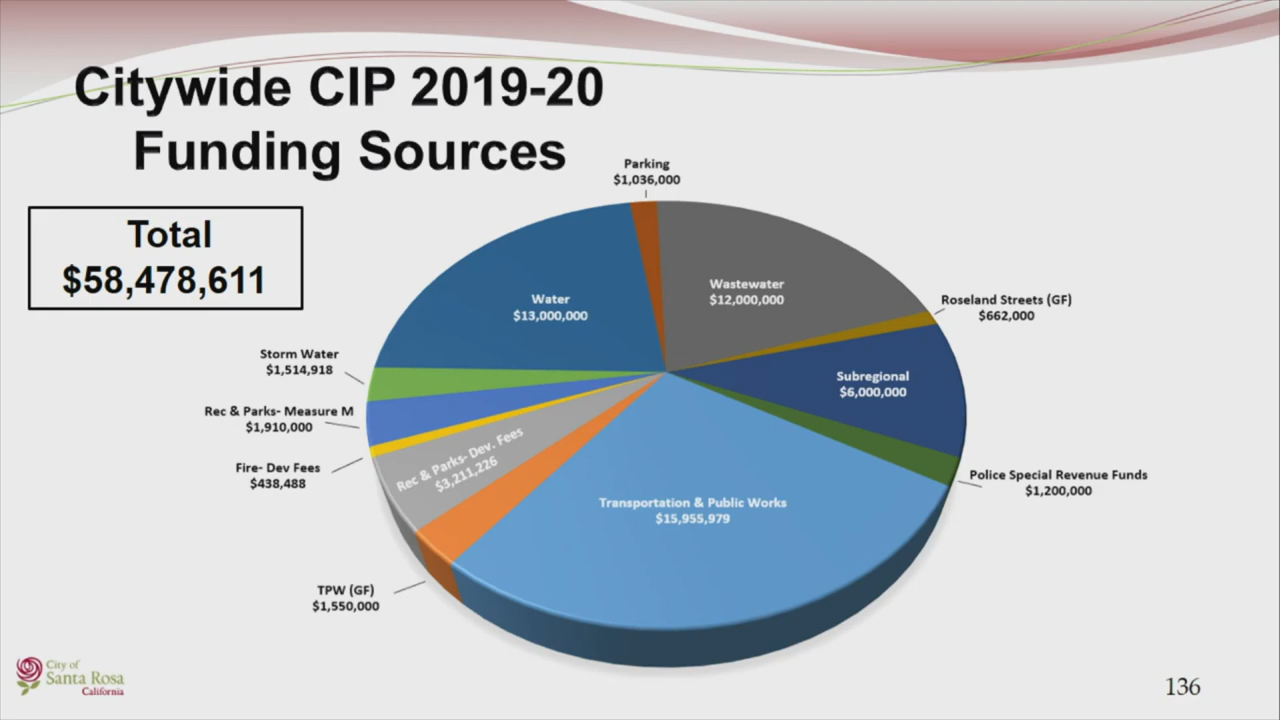 Citywide CIP 2019-20
Funding Sources
Total
$58,478,611
Parking
$1,036,000
Wastewater
$12,000,000
Roseland Streets (GF)
$662,000
Subregional
$6,000,000
Police Special Revenue Funds
$1,200,000
Transportation & Public Works
$15,955,979
TPW (GF)
$1,550,000
Rec & Parks- Dev. Fees
$3,211,226
Fire- Dev Fees
$438,488
Rec & Parks- Measure M
$1,910,000
Storm Water
$1,514,918
Water
$13,000,000
City of
Santa Rosa
California
136